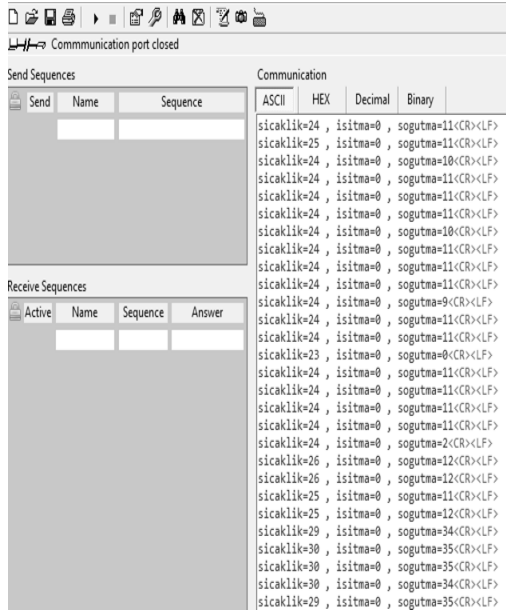 Commmunication port closed
Send Sequences
Send Name Sequence
Receive Sequences
Active Name Sequence Answer
Communication
ASCII HEX Decimal Binary
sicaklik=24 , isitma=0 , sogutma=11<CR><LF>
sicaklik=25 , isitma=0 , sogutma=11<CR><LF>
sicaklik=24 , isitma=0 , sogutma=10<CR><LF>
sicaklik=24 , isitma=0 , sogutma=11<CR><LF>
sicaklik=24 , isitma=0 , sogutma=11<CR><LF>
sicaklik=24 , isitma=0 , sogutma=11<CR><LF>
sicaklik=24 , isitma=0 , sogutma=10<CR><LF>
sicaklik=24 , isitma=0 , sogutma=11<CR><LF>
sicaklik=24 , isitma=0 , sogutma=11<CR><LF>
sicaklik=24 , isitma=0 , sogutma=11<CR><LF>
sicaklik=24 , isitma=0 , sogutma=9<CR><LF>
sicaklik=24 , isitma=0 , sogutma=11<CR><LF>
sicaklik=24 , isitma=0 , sogutma=11<CR><LF>
sicaklik=23 , isitma=0 , sogutma=0<CR><LF>
sicaklik=24 , isitma=0 , sogutma=11<CR><LF>
sicaklik=24 , isitma=0 , sogutma=11<CR><LF>
sicaklik=24 , isitma=0 , sogutma=11<CR><LF>
sicaklik=24 , isitma=0 , sogutma=11<CR><LF>
sicaklik=24 , isitma=0 , sogutma=2<CR><LF>
sicaklik=26 , isitma=0 , sogutma=12<CR><LF>
sicaklik=26 , isitma=0 , sogutma=12<CR><LF>
sicaklik=25 , isitma=0 , sogutma=11<CR><LF>
sicaklik=25 , isitma=0 , sogutma=12<CR><LF>
sicaklik=29 , isitma=0 , sogutma=34<CR><LF>
sicaklik=30 , isitma=0 , sogutma=35<CR><LF>
sicaklik=30 , isitma=0 , sogutma=35<CR><LF>
sicaklik=30 , isitma=0 , sogutma=34<CR><LF>
sicaklik=29 , isitma=0 , sogutma=35<CR><LF>